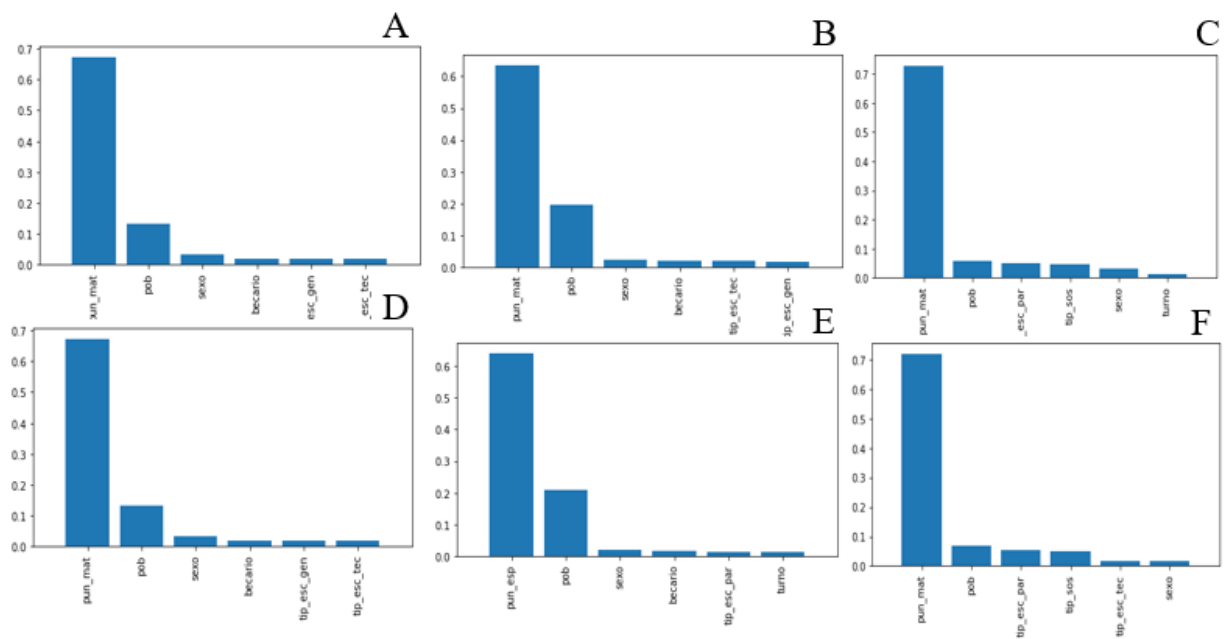 A
0.7
0.6
0.5
0.4
0.3
0.2
0.1
0.0
pun_mat
pob
sexo
becario
esc_gen
_esc_tec
B
0.6
0.5
0.4
0.3
0.2
0.1
0.0
pun_mat
pob
sexo
becario
tip_esc_tec
ip_esc_gen
C
0.7
0.6
0.5
0.4
0.3
0.2
0.1
0.0
pun_mat
pob
_esc_par
tip_sos
sexo
turno
D
0.7
0.6
0.5
0.4
0.3
0.2
0.1
0.0
pun_mat
pob
sexo
becario
tip_esc_gen
tip_esc_tec
E
0.6
0.5
0.4
0.3
0.2
0.1
0.0
pun_esp
pob
sexo
becario
tip_esc_par
turno
F
0.7
0.6
0.5
0.4
0.3
0.2
0.1
0.0
pun_mat
pob
tip_esc_par
tip_sos
tip_esc_tec
sexo